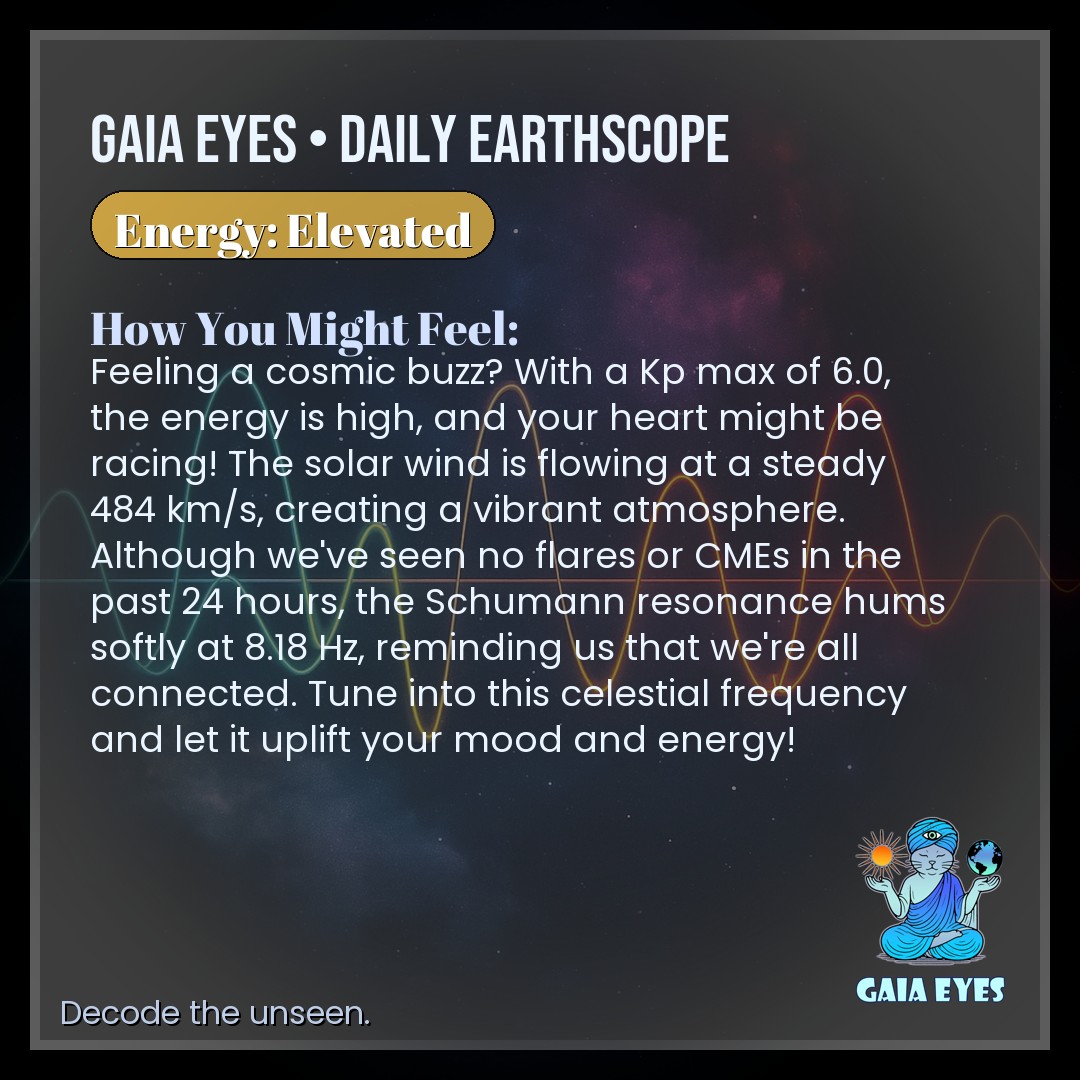 GAIA EYES • DAILY EARTHSCOPE
Energy: Elevated
How You Might Feel:
Feeling a cosmic buzz? With a Kp max of 6.0,
the energy is high, and your heart might be
racing! The solar wind is flowing at a steady
484 km/s, creating a vibrant atmosphere.
Although we've seen no flares or CMEs in the
past 24 hours, the Schumann resonance hums
softly at 8.18 Hz, reminding us that we're all
connected. Tune into this celestial frequency
and let it uplift your mood and energy!
GAIA EYES
Decode the unseen.